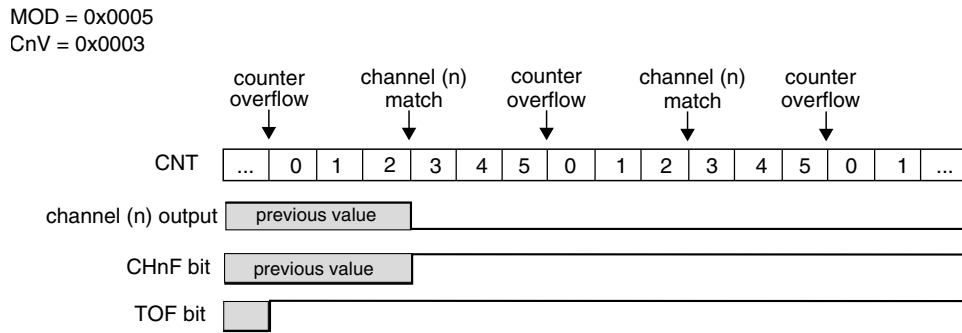 MOD = 0x0005
CnV = 0x0003
counter overflow
channel (n) match
counter overflow
channel (n) match
counter overflow
CNT ... 0 1 2 3 4 5 0 1 2 3 4 5 0 1 ...
channel (n) output previous value
CHnF bit previous value
TOF bit